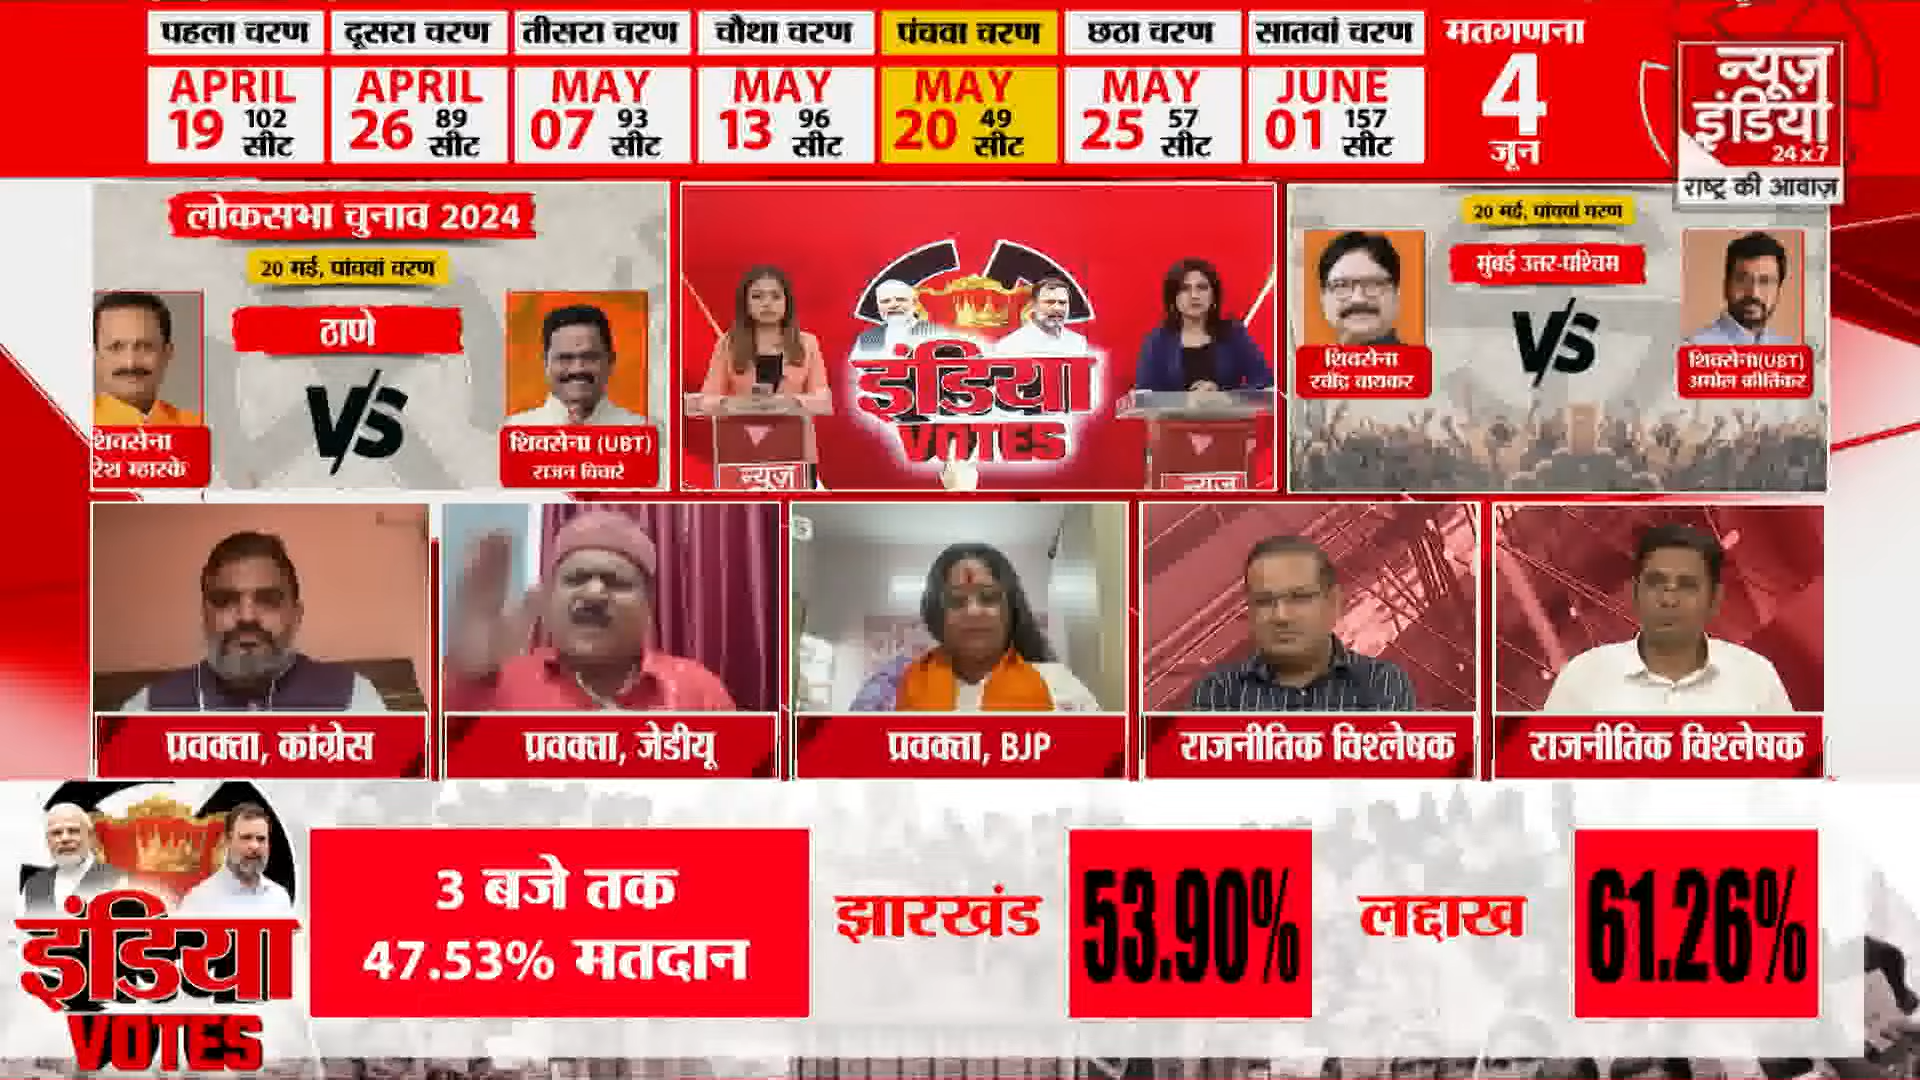 पहला चरण
दूसरा चरण
तीसरा चरण
चौथा चरण
पंचवा चरण
छठा चरण
सातवां चरण
मतगणना
APRIL
19 102 सीट
APRIL
26 89 सीट
MAY
07 93 सीट
MAY
13 96 सीट
MAY
20 49 सीट
MAY
25 57 सीट
JUNE
01 157 सीट
4
जून
न्यूज़
इंडिया
24x7
राष्ट्र की आवाज़
लोकसभा चुनाव 2024
20 मई, पांचवां चरण
ठाणे
VS
शिवसेना
रेश म्हास्के
शिवसेना (UBT)
राजन विचारे
इंडिया
VOTES
न्यूज़
न्यूज़
20 मई, पांचवां चरण
मुंबई उत्तर-पश्चिम
VS
शिवसेना
रवींद्र वायकर
शिवसेना(UBT)
अमोल कीर्तिकर
प्रवक्ता, कांग्रेस
प्रवक्ता, जेडीयू
प्रवक्ता, BJP
राजनीतिक विश्लेषक
राजनीतिक विश्लेषक
इंडिया
VOTES
3 बजे तक
47.53% मतदान
झारखंड
53.90%
लद्दाख
61.26%